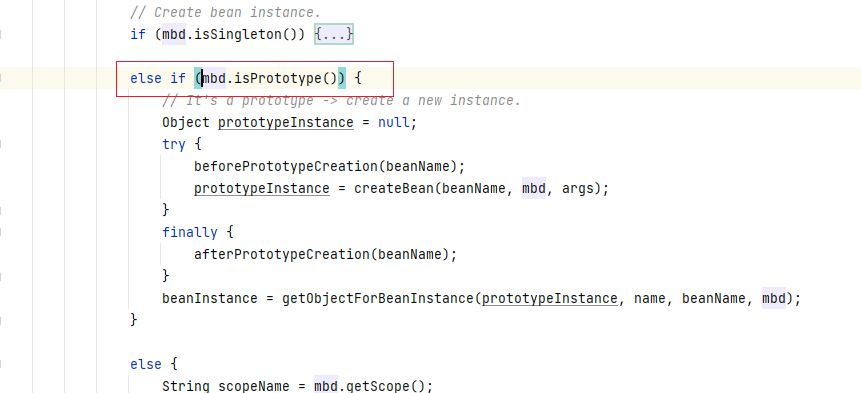 // Create bean instance.
if (mbd.isSingleton()) {...}
else if (mbd.isPrototype()) {
// It's a prototype -> create a new instance.
Object prototypeInstance = null;
try {
beforePrototypeCreation(beanName);
prototypeInstance = createBean(beanName, mbd, args);
}
finally {
afterPrototypeCreation(beanName);
}
beanInstance = getObjectForBeanInstance(prototypeInstance, name, beanName, mbd);
}
else {
String scopeName = mbd.getScope();